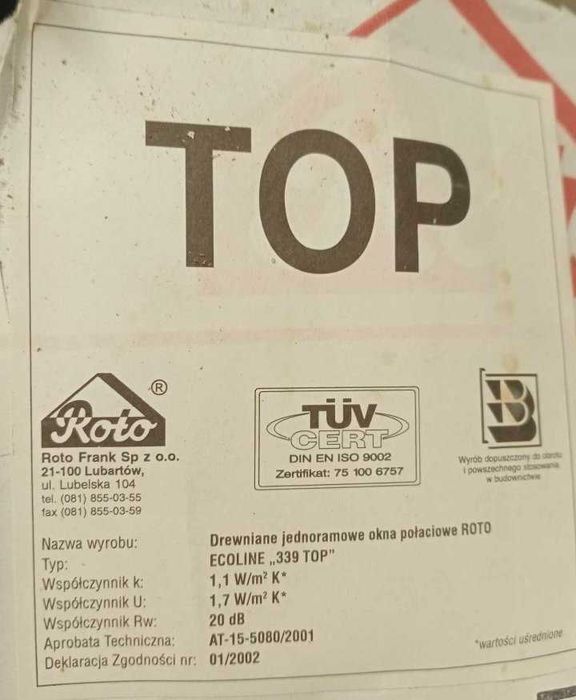 TOP
Roto ®
Roto Frank Sp z o.o.
21-100 Lubartów,
ul. Lubelska 104
tel. (081) 855-03-55
fax (081) 855-03-59
TÜV
CERT
DIN EN ISO 9002
Zertifikat: 75 100 6757
B
Wyrób dopuszczony do obrotu
i powszechnego stosowania
w budownictwie
Nazwa wyrobu: Drewniane jednoramowe okna połaciowe ROTO
Typ: ECOLINE „339 TOP”
Współczynnik k: 1,1 W/m² K*
Współczynnik U: 1,7 W/m² K*
Współczynnik Rw: 20 dB
Aprobata Techniczna: AT-15-5080/2001
Deklaracja Zgodności nr: 01/2002
*wartości uśrednione